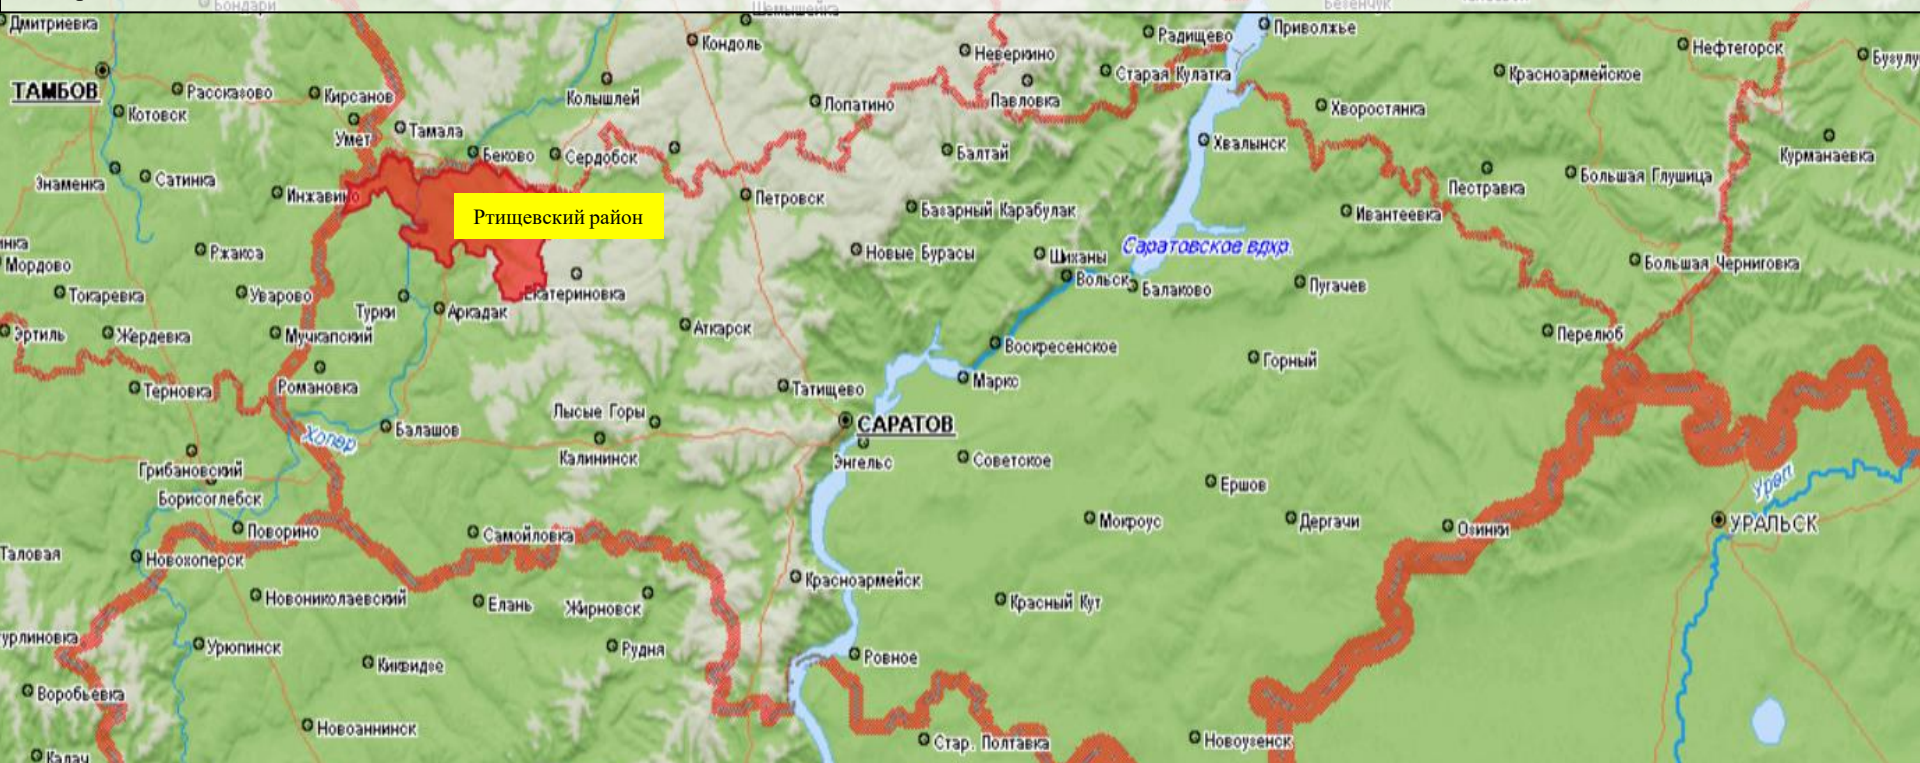 Бондари
Шемышейка
Безенчук
Дмитриевка
Кондоль
Неверкино
Радищево
Приволжье
Нефтегорск
ТАМБОВ
Рассказово
Кирсанов
Колышлей
Лопатино
Павловка
Старая Кулатка
Красноармейское
Хворостянка
Котовск
Умет
Тамала
Беково
Сердобск
Балтай
Хвалынск
Курманаевка
Знаменка
Сатинка
Инжавино
Петровск
Пестравка
Большая Глушица
Ртищевский район
Базарный Карабулак
Ивантеевка
Мордово
Ржакса
Новые Бурасы
Шиханы
Саратовское вдхр.
Большая Черниговка
Токаревка
Уварово
Турки
Аркадак
Екатериновка
Вольск
Балаково
Пугачев
Эртиль
Жердевка
Мучкапский
Аткарск
Воскресенское
Горный
Перелюб
Терновка
Романовка
Татищево
Маркс
Хопер
Балашов
Лысые Горы
САРАТОВ
Грибановский
Калининск
Энгельс
Советское
Борисоглебск
Ершов
Урал
Поворино
Самойловка
Мокроус
Дергачи
Озинки
УРАЛЬСК
Таловая
Новохоперск
Новониколаевский
Елань
Жирновск
Красноармейск
Красный Кут
урлиновка
Урюпинск
Киквидзе
Рудня
Ровное
Воробьевка
Новоаннинск
Стар. Полтавка
Новоузенск
Калач